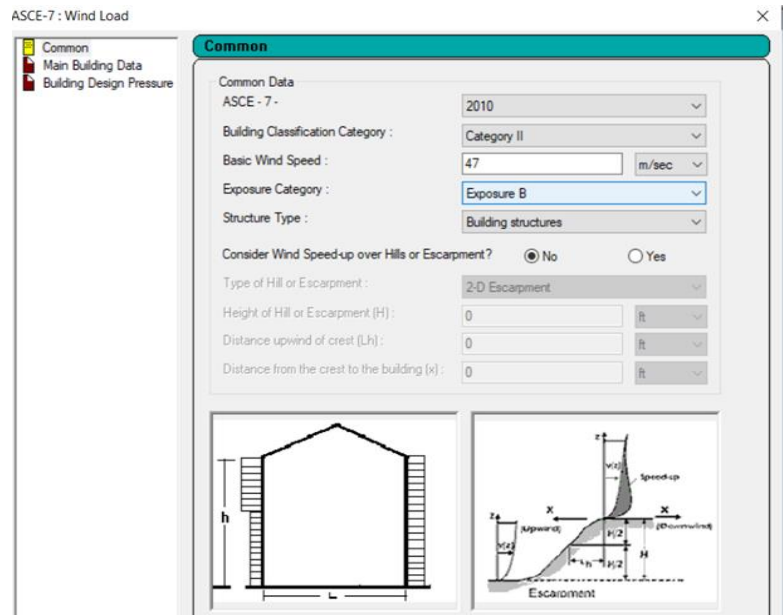 ASCE-7 : Wind Load
Common
Main Building Data
Building Design Pressure
Common
Common Data
ASCE - 7 - 2010
Building Classification Category : Category II
Basic Wind Speed : 47 m/sec
Exposure Category : Exposure B
Structure Type : Building structures
Consider Wind Speed-up over Hills or Escarpment? No Yes
Type of Hill or Escarpment : 2-D Escarpment
Height of Hill or Escarpment (H) : 0 ft
Distance upwind of crest (Lh) : 0 ft
Distance from the crest to the building (x) : 0 ft
h
L
z
v(z)
Speed-up
x x
z (Upwind) (Downwind)
v(z) H/2
H
Lh H/2
Escarpment